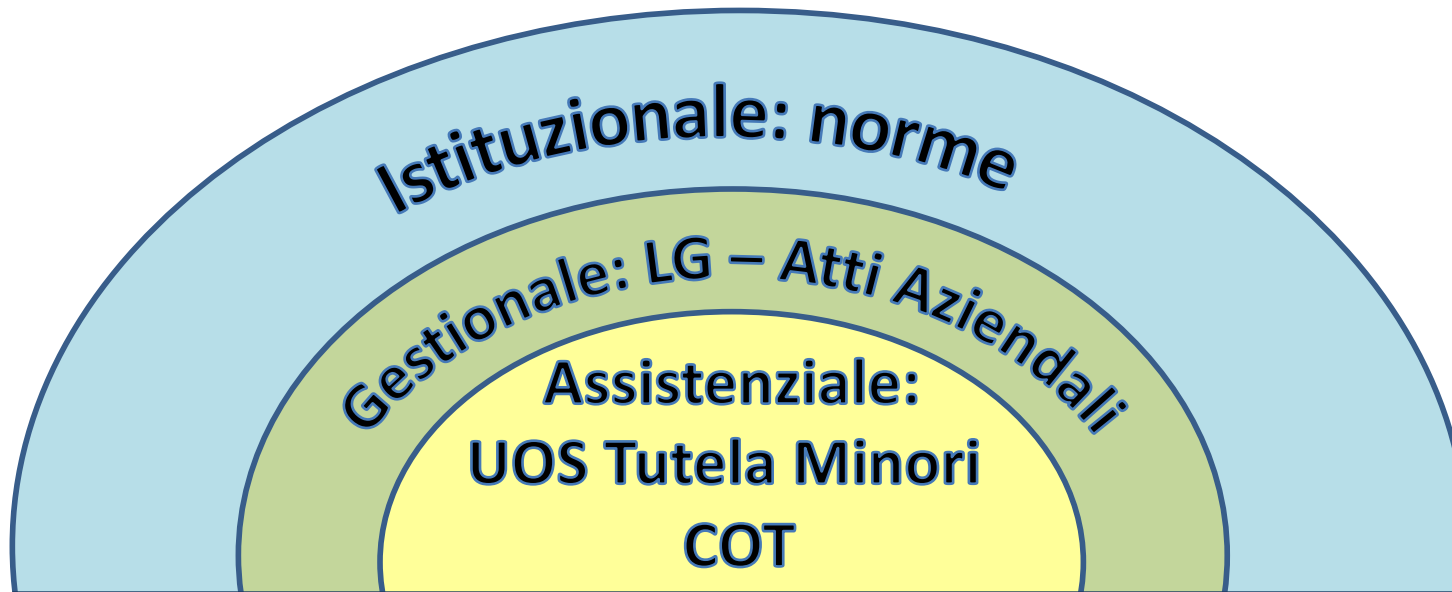 Istituzionale: norme
Gestionale: LG – Atti Aziendali
Assistenziale:
UOS Tutela Minori
COT